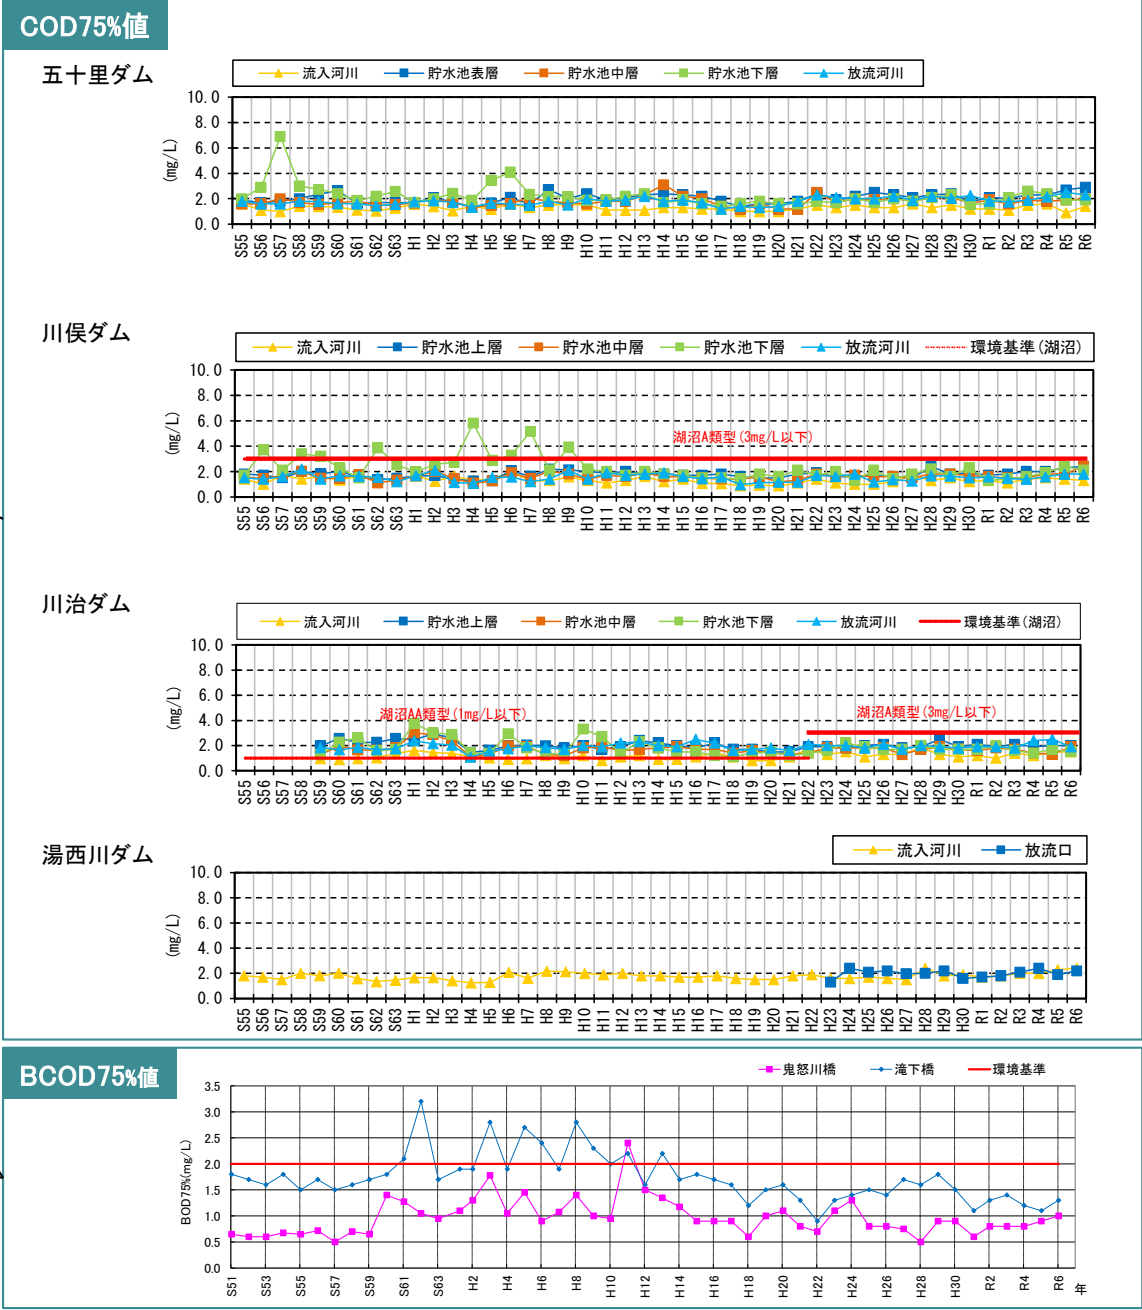 COD75%値
五十里ダム
流入河川 貯水池表層 貯水池中層 貯水池下層 放流河川
(mg/L)
10.0
8.0
6.0
4.0
2.0
0.0
S55 S56 S57 S58 S59 S60 S61 S62 S63 H1 H2 H3 H4 H5 H6 H7 H8 H9 H10 H11 H12 H13 H14 H15 H16 H17 H18 H19 H20 H21 H22 H23 H24 H25 H26 H27 H28 H29 H30 R1 R2 R3 R4 R5 R6
川俣ダム
流入河川 貯水池上層 貯水池中層 貯水池下層 放流河川 環境基準(湖沼)
(mg/L)
10.0
8.0
6.0
4.0
2.0
0.0
湖沼A類型(3mg/L以下)
S55 S56 S57 S58 S59 S60 S61 S62 S63 H1 H2 H3 H4 H5 H6 H7 H8 H9 H10 H11 H12 H13 H14 H15 H16 H17 H18 H19 H20 H21 H22 H23 H24 H25 H26 H27 H28 H29 H30 R1 R2 R3 R4 R5 R6
川治ダム
流入河川 貯水池上層 貯水池中層 貯水池下層 放流河川 環境基準(湖沼)
(mg/L)
10.0
8.0
6.0
4.0
2.0
0.0
湖沼AA類型(1mg/L以下) 湖沼A類型(3mg/L以下)
S55 S56 S57 S58 S59 S60 S61 S62 S63 H1 H2 H3 H4 H5 H6 H7 H8 H9 H10 H11 H12 H13 H14 H15 H16 H17 H18 H19 H20 H21 H22 H23 H24 H25 H26 H27 H28 H29 H30 R1 R2 R3 R4 R5 R6
湯西川ダム
流入河川 放流口
(mg/L)
10.0
8.0
6.0
4.0
2.0
0.0
S55 S56 S57 S58 S59 S60 S61 S62 S63 H1 H2 H3 H4 H5 H6 H7 H8 H9 H10 H11 H12 H13 H14 H15 H16 H17 H18 H19 H20 H21 H22 H23 H24 H25 H26 H27 H28 H29 H30 R1 R2 R3 R4 R5 R6
BCOD75%値
鬼怒川橋 滝下橋 環境基準
BOD75%(mg/L)
3.5
3.0
2.5
2.0
1.5
1.0
0.5
0.0
S51 S53 S55 S57 S59 S61 S63 H2 H4 H6 H8 H10 H12 H14 H16 H18 H20 H22 H24 H26 H28 H30 R2 R4 R6 年